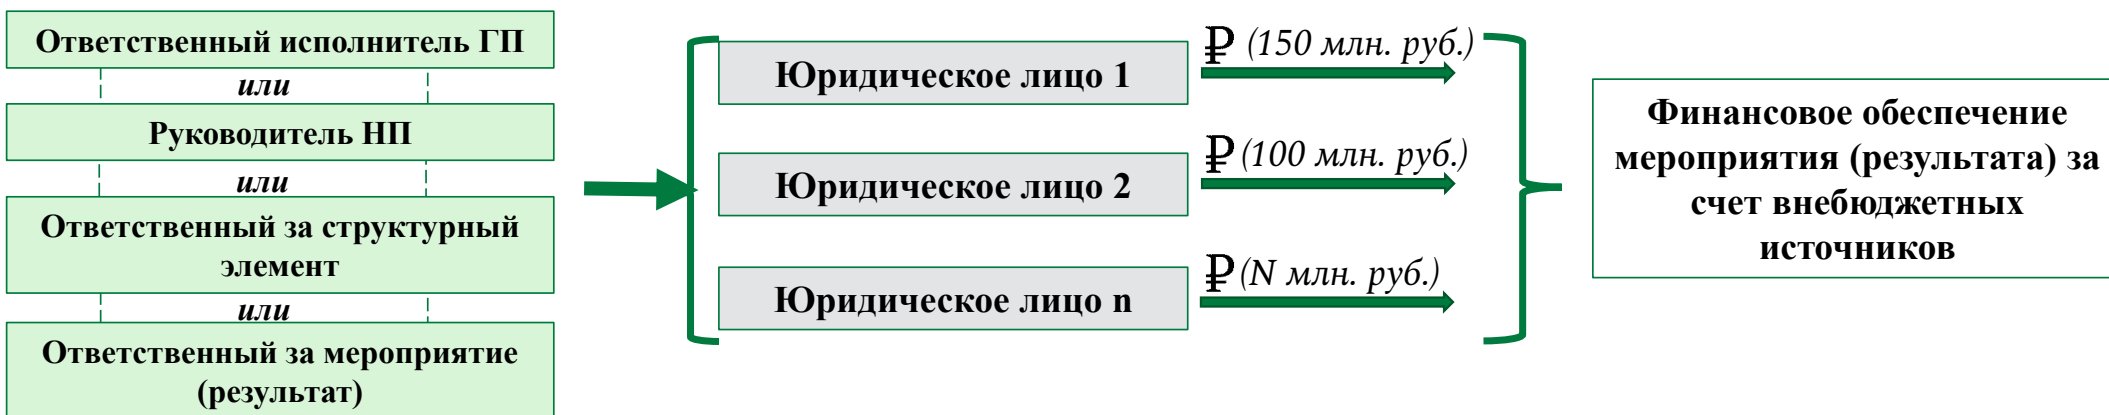 Ответственный исполнитель ГП
или
Руководитель НП
или
Ответственный за структурный
элемент
или
Ответственный за мероприятие
(результат)
Юридическое лицо 1
₽ (150 млн. руб.)
Юридическое лицо 2
₽ (100 млн. руб.)
Юридическое лицо n
₽ (N млн. руб.)
Финансовое обеспечение
мероприятия (результата) за
счет внебюджетных
источников